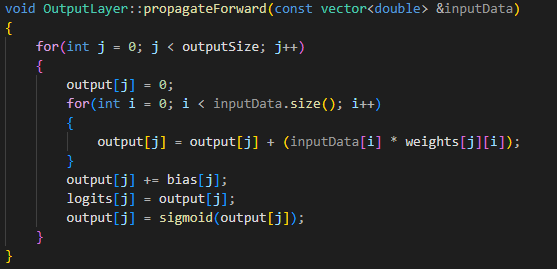 void OutputLayer::propagateForward(const vector<double> &inputData)
{
    for(int j = 0; j < outputSize; j++)
    {
        output[j] = 0;
        for(int i = 0; i < inputData.size(); i++)
        {
            output[j] = output[j] + (inputData[i] * weights[j][i]);
        }
        output[j] += bias[j];
        logits[j] = output[j];
        output[j] = sigmoid(output[j]);
    }
}